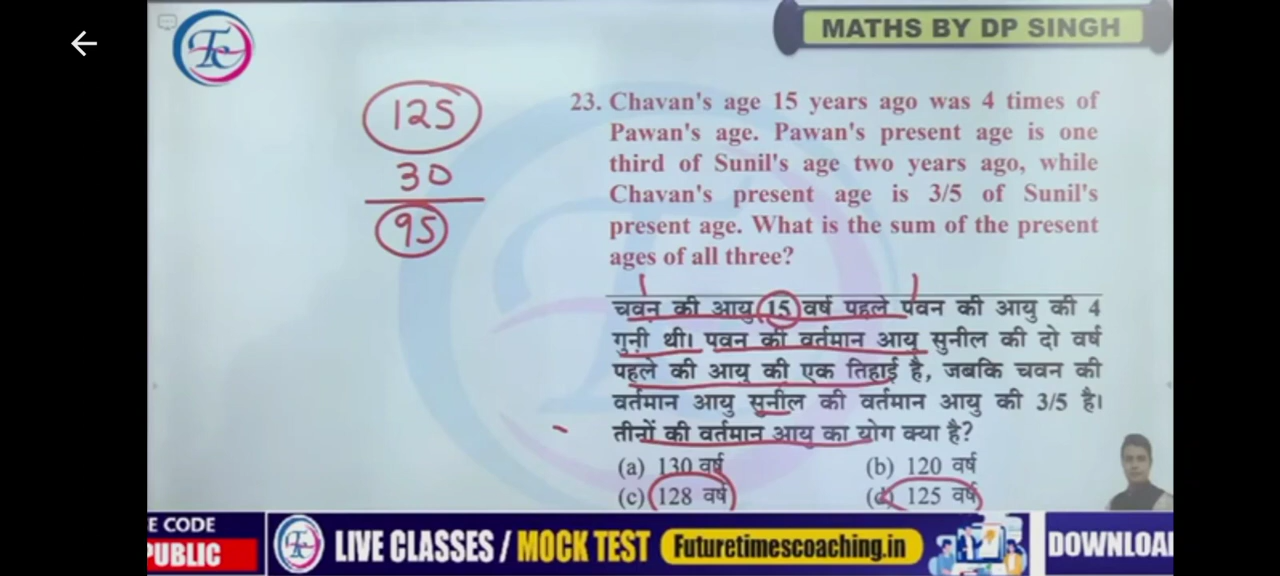 MATHS BY DP SINGH
125
30
95
23. Chavan's age 15 years ago was 4 times of
Pawan's age. Pawan's present age is one
third of Sunil's age two years ago, while
Chavan's present age is 3/5 of Sunil's
present age. What is the sum of the present
ages of all three?
चवन की आयु 15 वर्ष पहले पवन की आयु की 4
गुनी थी। पवन की वर्तमान आयु सुनील की दो वर्ष
पहले की आयु की एक तिहाई है, जबकि चवन की
वर्तमान आयु सुनील की वर्तमान आयु की 3/5 है।
तीनों की वर्तमान आयु का योग क्या है?
(a) 130 वर्ष (b) 120 वर्ष
(c) 128 वर्ष (d) 125 वर्ष
E CODE
PUBLIC
LIVE CLASSES / MOCK TEST Futuretimescoaching.in
DOWNLOA